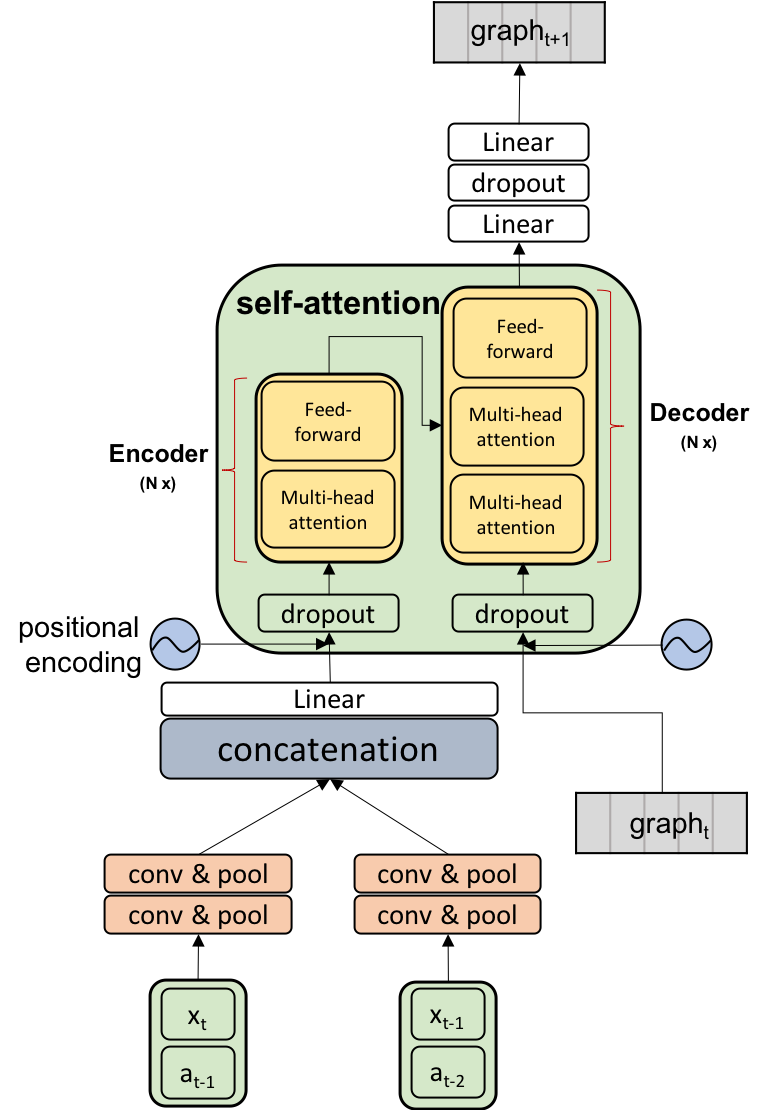 graph_{t+1}
Linear
dropout
Linear
self-attention
Feed-
forward
Multi-head
attention
Multi-head
attention
Decoder
(N x)
Feed-
forward
Multi-head
attention
Encoder
(N x)
dropout
dropout
positional
encoding
Linear
concatenation
graph_t
conv & pool
conv & pool
conv & pool
conv & pool
x_t
a_{t-1}
x_{t-1}
a_{t-2}